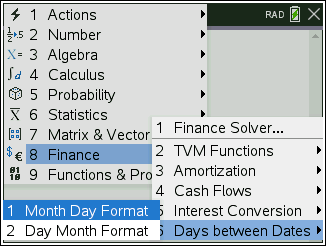 RAD
1 Actions
2 Number
3 Algebra
4 Calculus
5 Probability
6 Statistics
7 Matrix & Vector
8 Finance
9 Functions & Pro
1 Finance Solver...
2 TVM Functions
3 Amortization
4 Cash Flows
5 Interest Conversion
6 Days between Dates
1 Month Day Format
2 Day Month Format